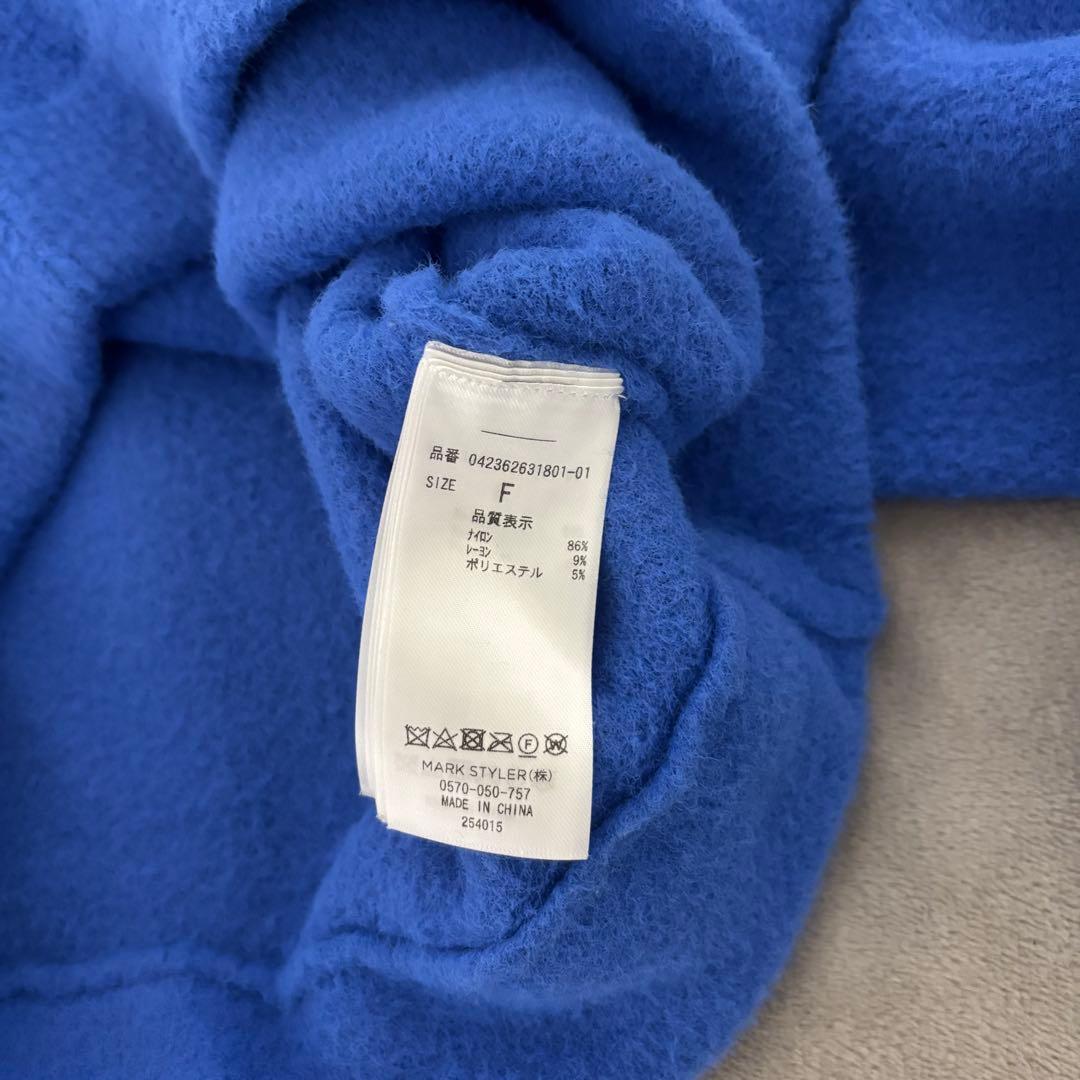 品番 042362631801-01
SIZE F
品質表示
ナイロン 86%
レーヨン 9%
ポリエステル 5%
F W
MARK STYLER(株)
0570-050-757
MADE IN CHINA
254015